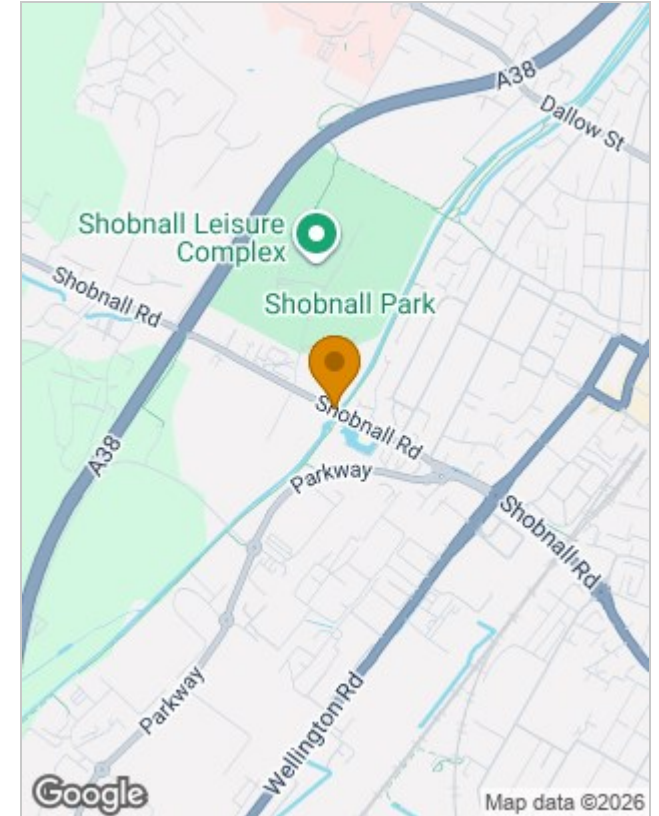 A38
Dallow St
Shobnall Leisure
Complex
Shobnall Rd
Shobnall Park
Shobnall Rd
A38
Parkway
Shobnall Rd
Parkway
Wellington Rd
Google
Map data ©2026